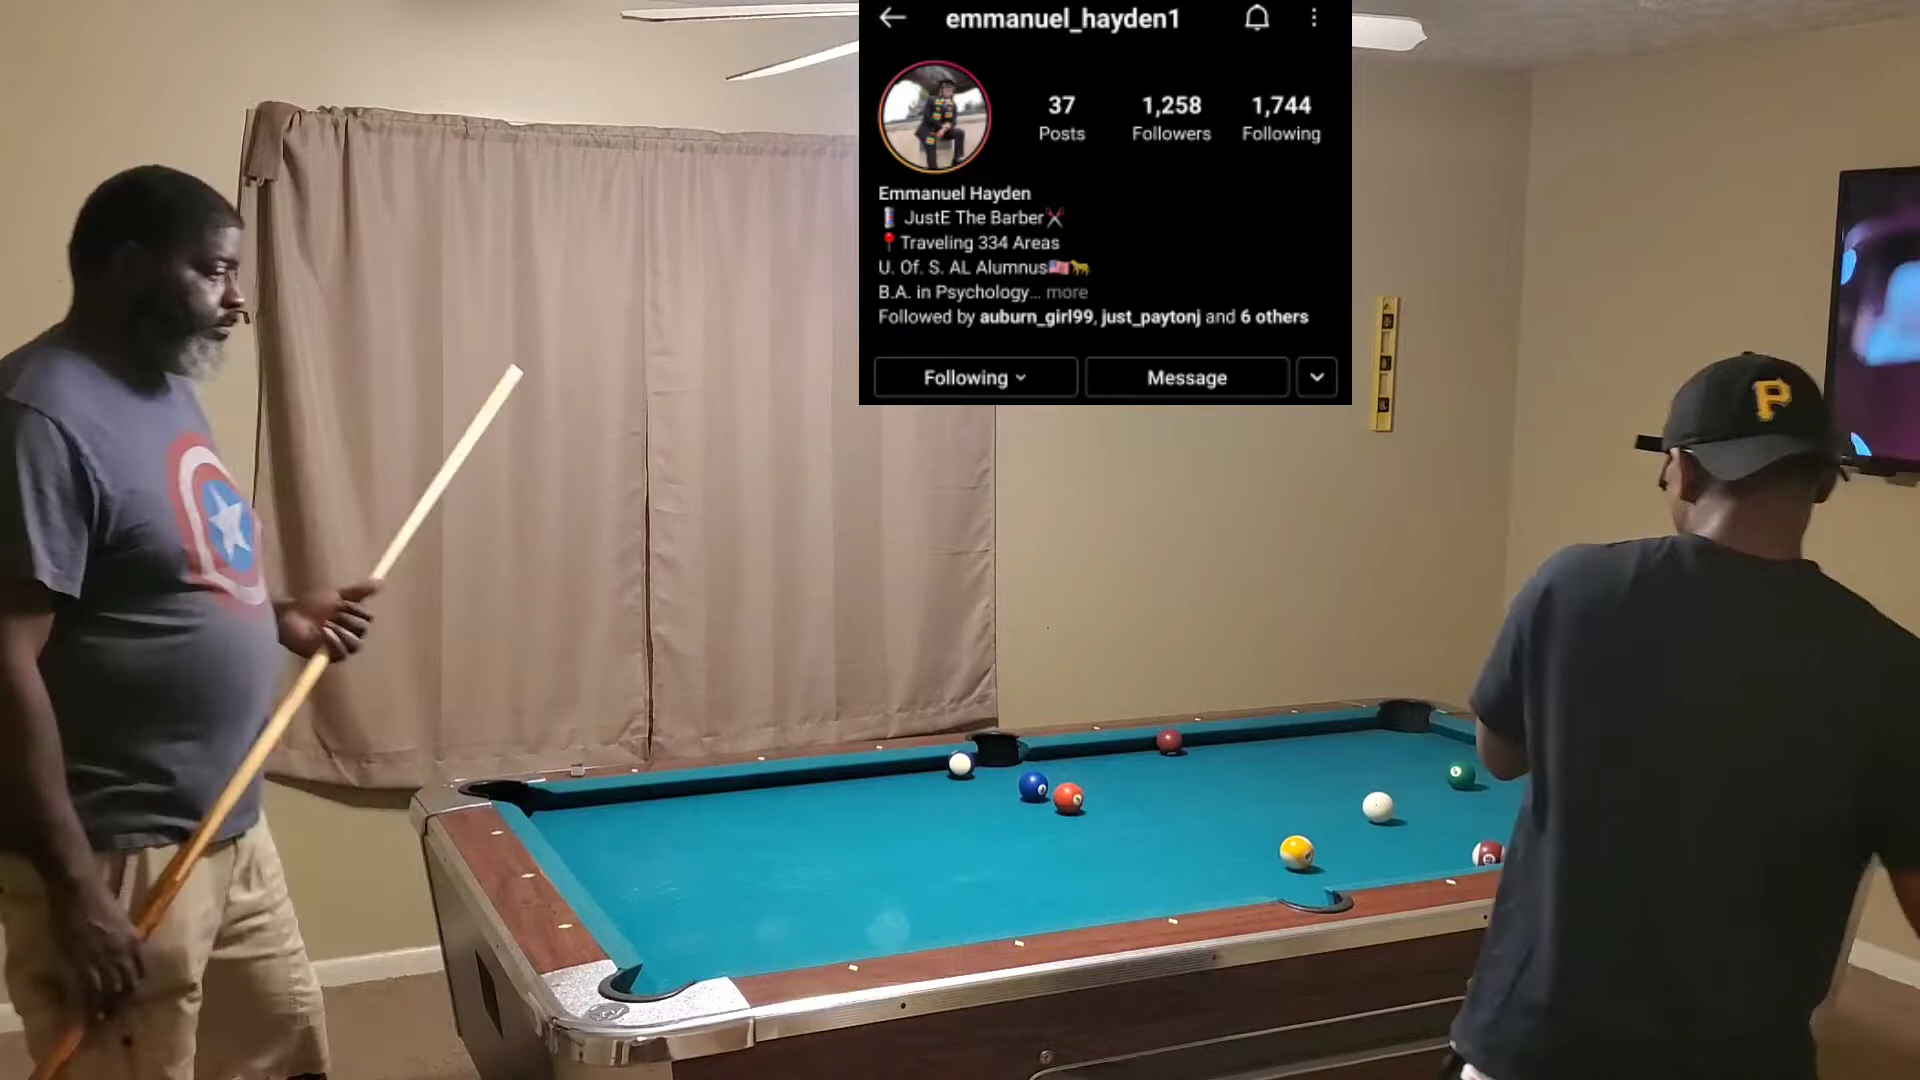 emmanuel_hayden1
37
Posts
1,258
Followers
1,744
Following
Emmanuel Hayden
💈 JustE The Barber✂️
📍Traveling 334 Areas
U. Of. S. AL Alumnus🇺🇸🐆
B.A. in Psychology... more
Followed by auburn_girl99, just_paytonj and 6 others
Following
Message
P